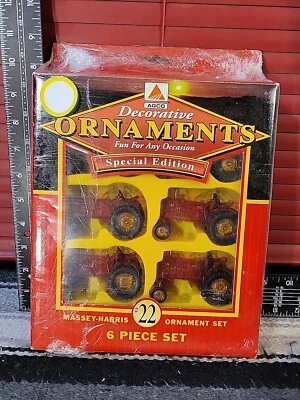 AGCO
Decorative
ORNAMENTS
Fun For Any Occasion
Special Edition
MASSEY-HARRIS #22 ORNAMENT SET
6 PIECE SET